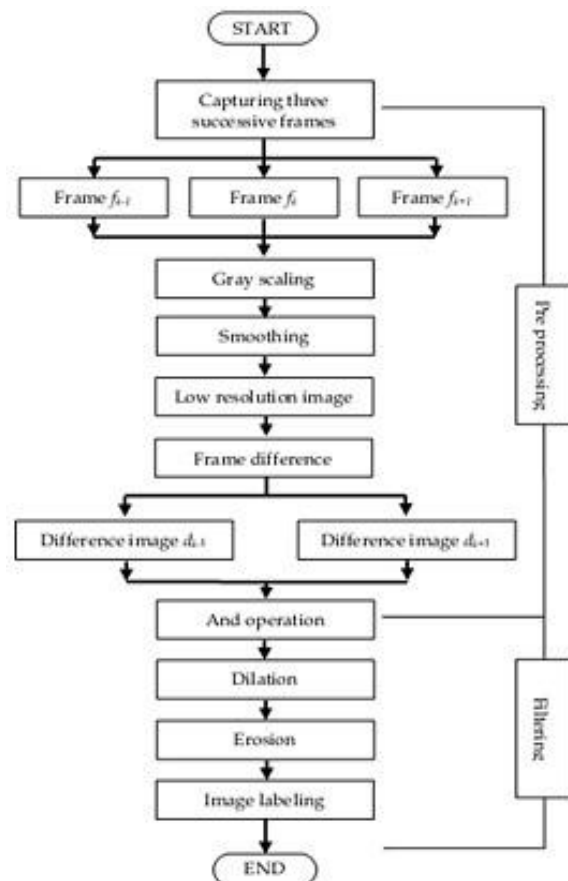 START
Capturing three
successive frames
Frame fk-1
Frame fk
Frame fk+1
Gray scaling
Smoothing
Low resolution image
Frame difference
Pre processing
Difference image dk-1
Difference image dk+1
And operation
Dilation
Erosion
Filtering
Image labeling
END